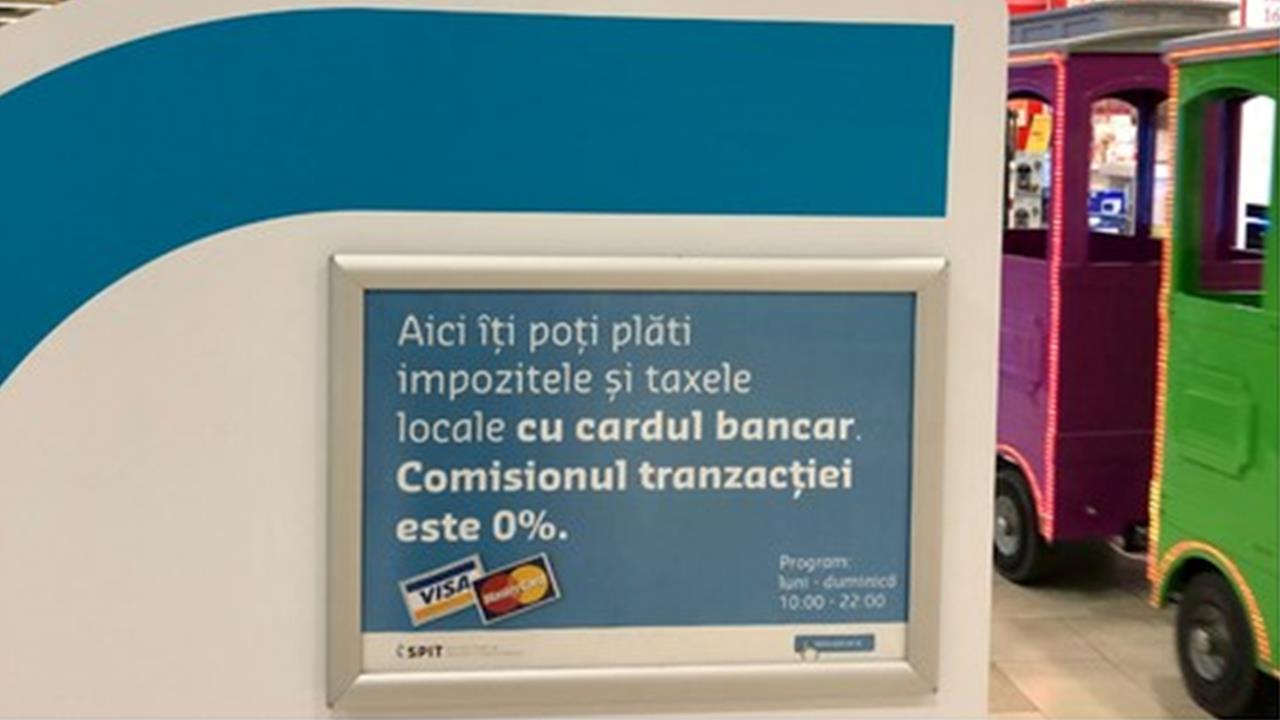 Aici îți poți plăti
impozitele și taxele
locale cu cardul bancar.
Comisionul tranzacției
este 0%.
VISA
MasterCard
Program:
luni - duminică
10:00 - 22:00
SPIT